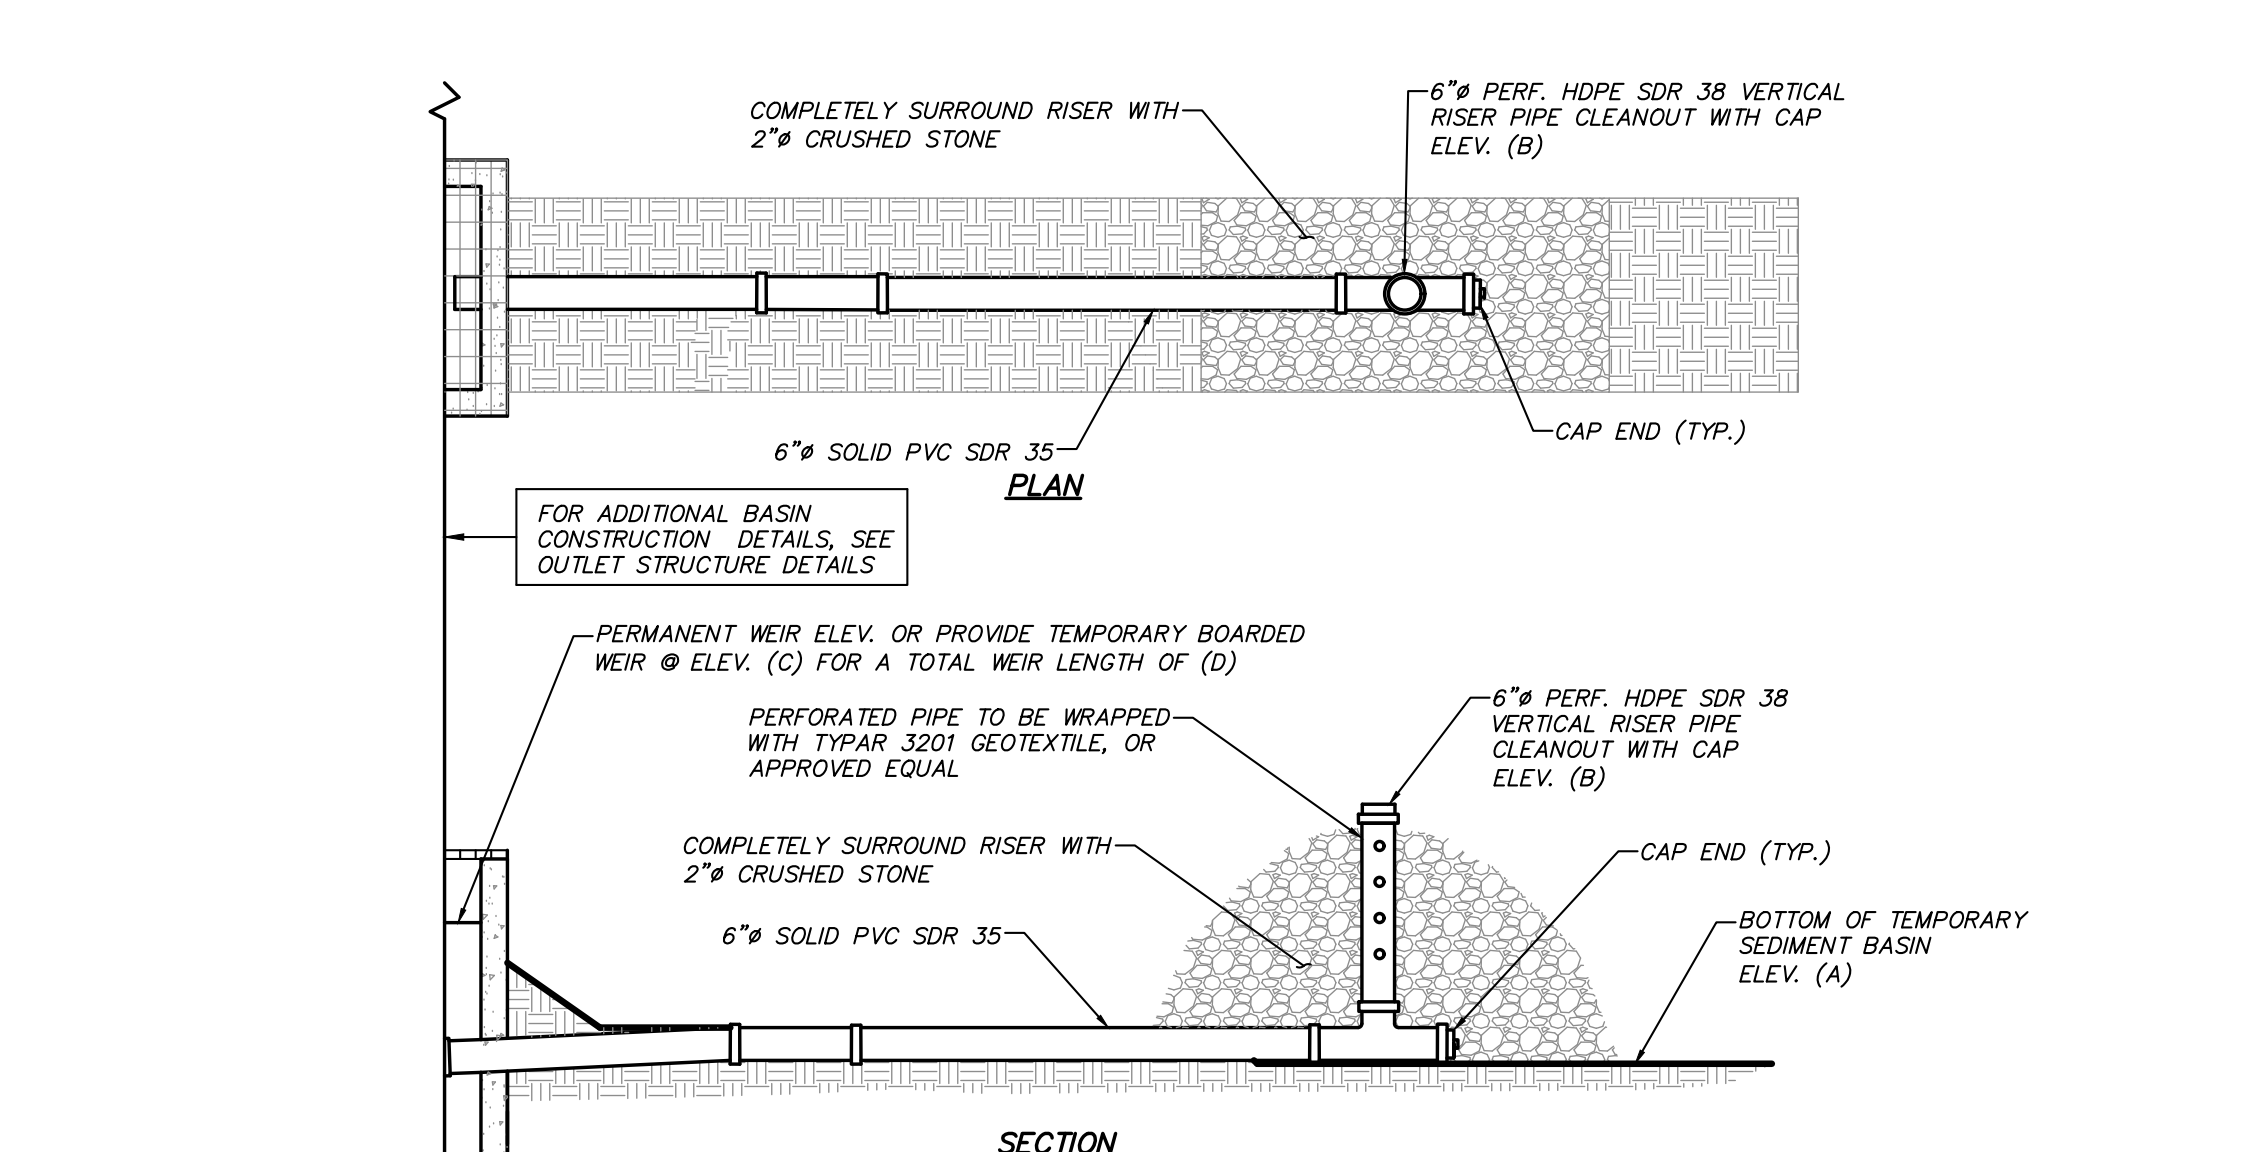 COMPLETELY SURROUND RISER WITH
2"ø CRUSHED STONE
6"ø PERF. HDPE SDR 38 VERTICAL
RISER PIPE CLEANOUT WITH CAP
ELEV. (B)
CAP END (TYP.)
6"ø SOLID PVC SDR 35
PLAN
FOR ADDITIONAL BASIN
CONSTRUCTION DETAILS, SEE
OUTLET STRUCTURE DETAILS
PERMANENT WEIR ELEV. OR PROVIDE TEMPORARY BOARDED
WEIR @ ELEV. (C) FOR A TOTAL WEIR LENGTH OF (D)
PERFORATED PIPE TO BE WRAPPED
WITH TYPAR 3201 GEOTEXTILE, OR
APPROVED EQUAL
6"ø PERF. HDPE SDR 38
VERTICAL RISER PIPE
CLEANOUT WITH CAP
ELEV. (B)
COMPLETELY SURROUND RISER WITH
2"ø CRUSHED STONE
CAP END (TYP.)
6"ø SOLID PVC SDR 35
BOTTOM OF TEMPORARY
SEDIMENT BASIN
ELEV. (A)
SECTION